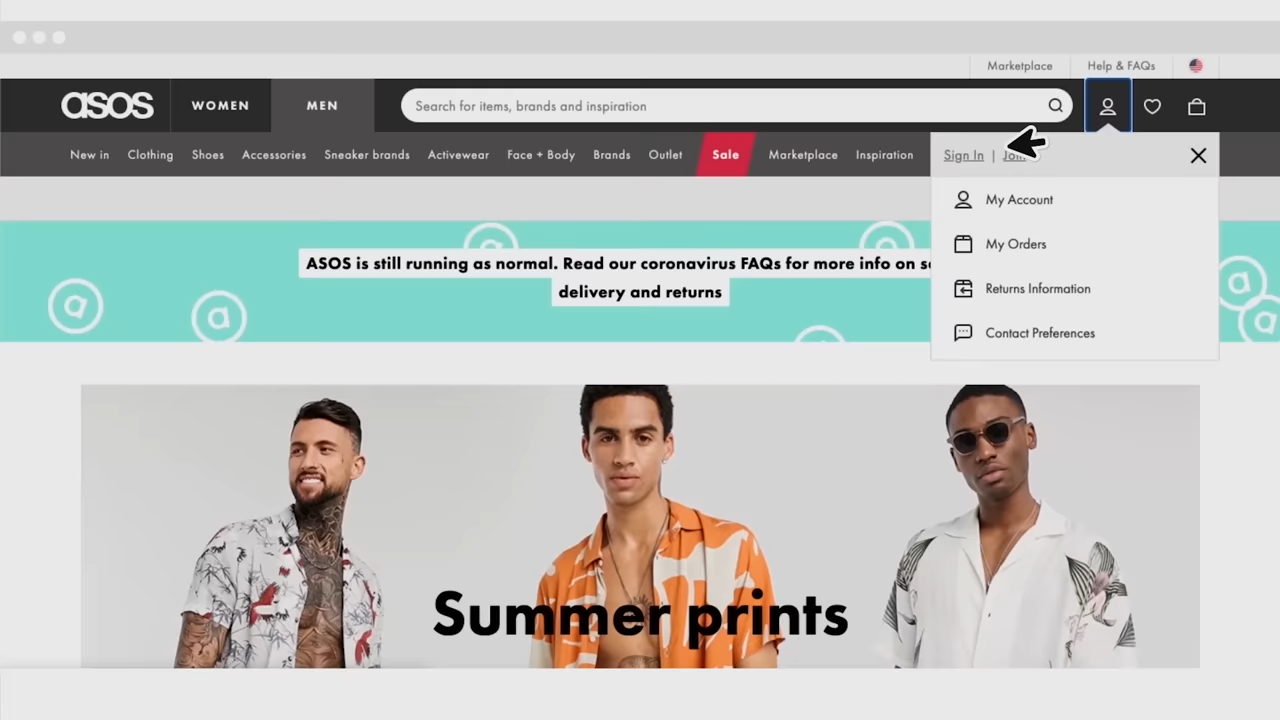 Marketplace
Help & FAQs
asos
WOMEN
MEN
Search for items, brands and inspiration
New in
Clothing
Shoes
Accessories
Sneaker brands
Activewear
Face + Body
Brands
Outlet
Sale
Marketplace
Inspiration
Sign In |
My Account
My Orders
Returns Information
Contact Preferences
ASOS is still running as normal. Read our coronavirus FAQs for more info on
delivery and returns
Summer prints